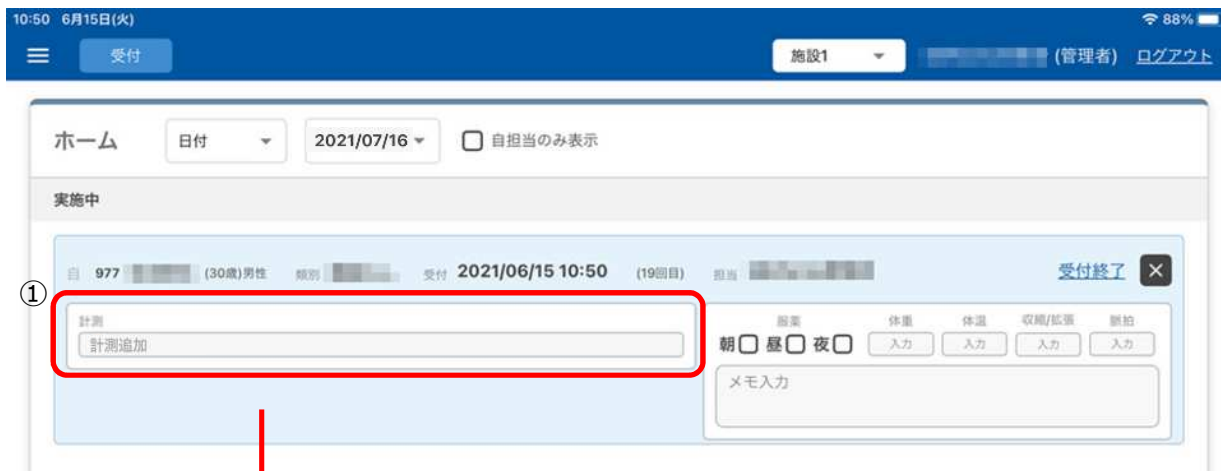 10:50 6月15日(火) 88%
受付 施設1 (管理者) ログアウト
ホーム 日付 2021/07/16 自担当のみ表示
実施中
自 977 (30歳)男性 類別 受付 2021/06/15 10:50 (19回目) 担当 受付終了
①
計測
計測追加
服薬 体重 体温 収縮/拡張 脈拍
朝 昼 夜 入力 入力 入力 入力
メモ入力